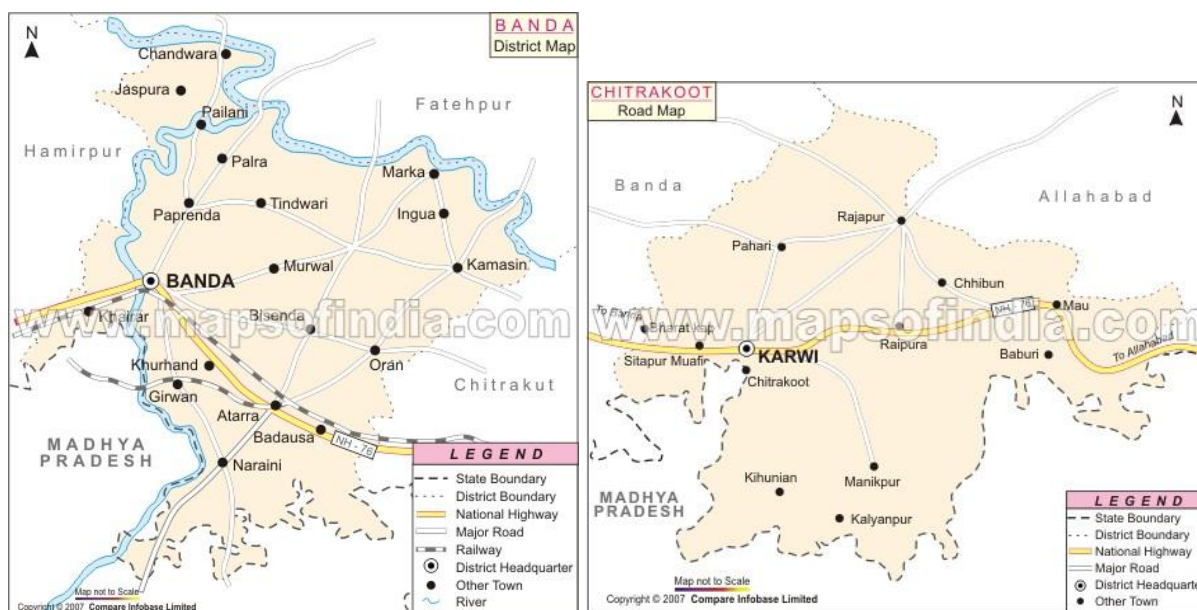 N
BANDA
District Map
Chandwara
Jaspura
Pailani
Fatehpur
Hamirpur
Palra
Marka
Paprenda
Tindwari
Ingua
Murwal
Kamasin
BANDA
Khairar
Bisenda
www.mapsofindia.com
Khurhand
Oran
Girwan
Chitrakut
Atarra
Badausa
NH - 76
MADHYA
PRADESH
Naraini
LEGEND
State Boundary
District Boundary
National Highway
Major Road
Railway
District Headquarter
Other Town
River
Map not to Scale
Copyright © 2007 Compare Infobase Limited
CHITRAKOOT
Road Map
N
Banda
Allahabad
Rajapur
Pahari
Chhibun
NH - 76
Mau
To Banda
www.mapsofindia.com
Bharat kup
Raipura
Sitapur Muafi
KARWI
Baburi
To Allahabad
Chitrakoot
Kihunian
Manikpur
MADHYA
PRADESH
Kalyanpur
LEGEND
State Boundary
District Boundary
National Highway
Major Road
District Headquarter
Other Town
Map not to Scale
Copyright © 2007 Compare Infobase Limited